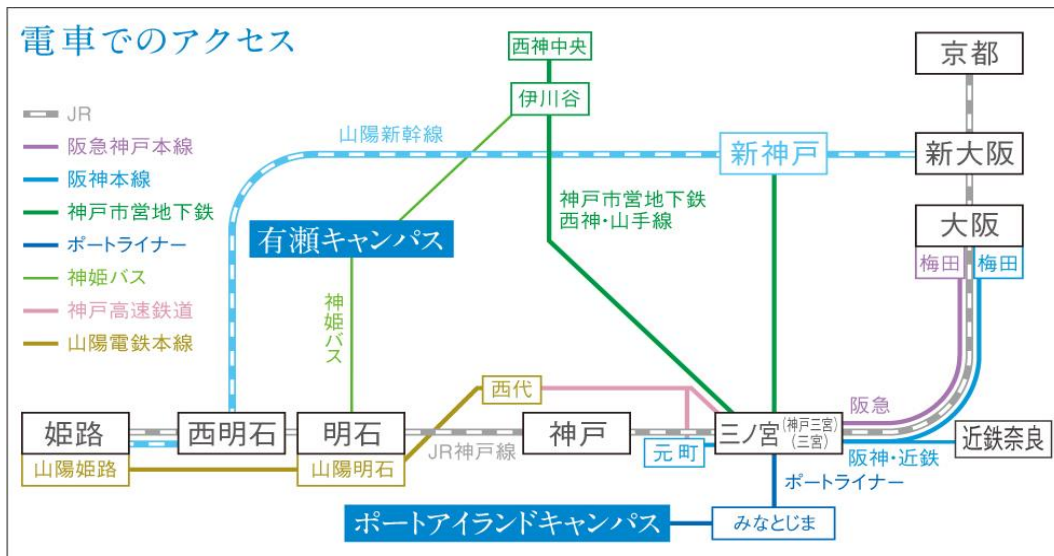 電車でのアクセス
JR
阪急神戸本線
阪神本線
神戸市営地下鉄
ポートライナー
神姫バス
神戸高速鉄道
山陽電鉄本線
西神中央
伊川谷
山陽新幹線
新神戸
京都
新大阪
大阪
梅田
梅田
神戸市営地下鉄
西神・山手線
有瀬キャンパス
神姫バス
西代
阪急
姫路
山陽姫路
西明石
明石
山陽明石
JR神戸線
神戸
元町
三ノ宮
(神戸三宮)
(三宮)
阪神・近鉄
近鉄奈良
ポートライナー
ポートアイランドキャンパス
みなとじま